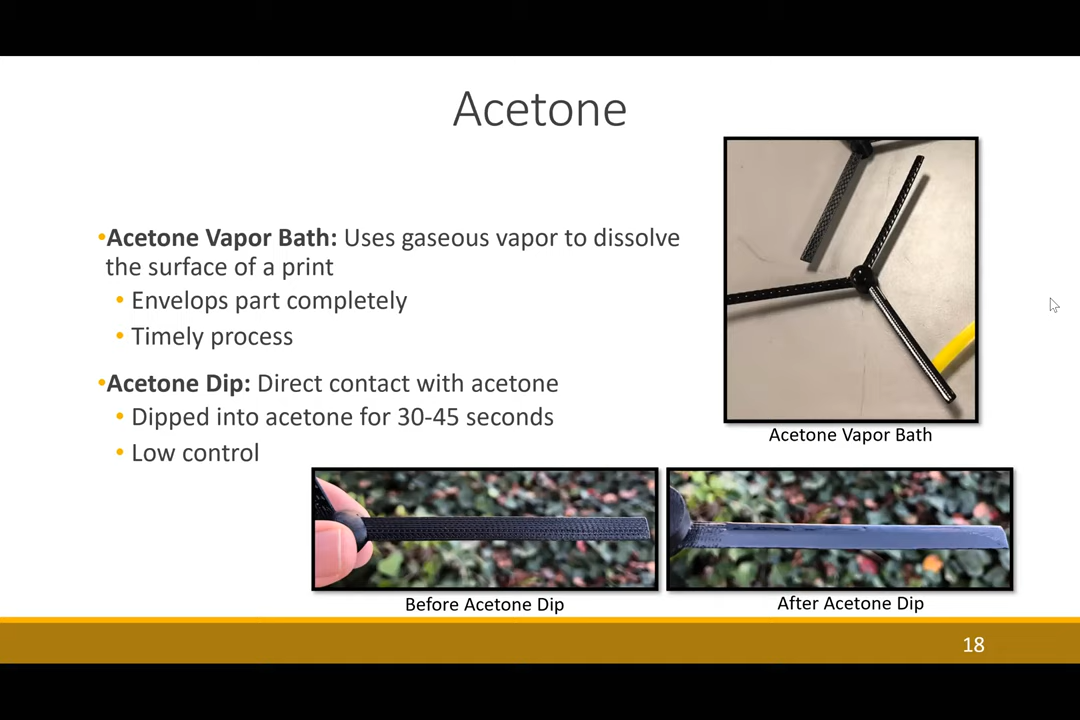 Acetone
•Acetone Vapor Bath: Uses gaseous vapor to dissolve
the surface of a print
• Envelops part completely
• Timely process
•Acetone Dip: Direct contact with acetone
• Dipped into acetone for 30-45 seconds
• Low control
Acetone Vapor Bath
Before Acetone Dip
After Acetone Dip
18